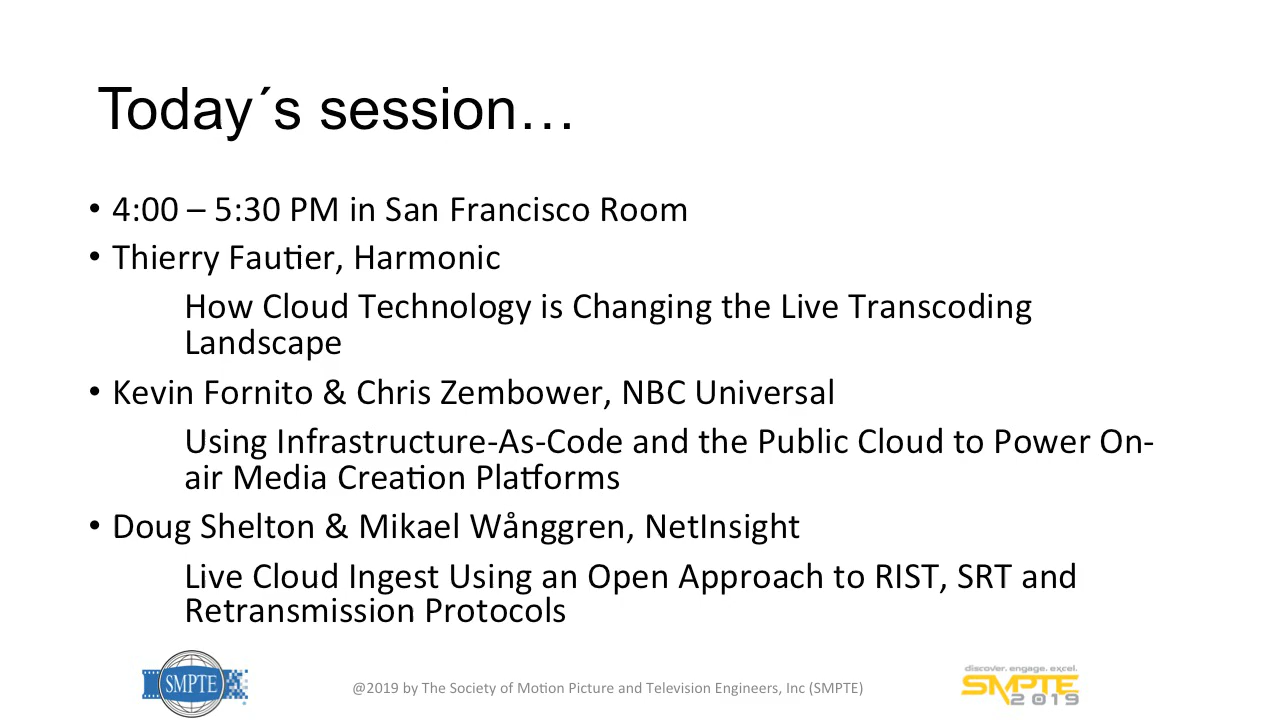 Today´s session…
• 4:00 – 5:30 PM in San Francisco Room
• Thierry Fautier, Harmonic
How Cloud Technology is Changing the Live Transcoding
Landscape
• Kevin Fornito & Chris Zembower, NBC Universal
Using Infrastructure-As-Code and the Public Cloud to Power On-
air Media Creation Platforms
• Doug Shelton & Mikael Wånggren, NetInsight
Live Cloud Ingest Using an Open Approach to RIST, SRT and
Retransmission Protocols
SMPTE
@2019 by The Society of Motion Picture and Television Engineers, Inc (SMPTE)
discover. engage. excel.
SMPTE
2019